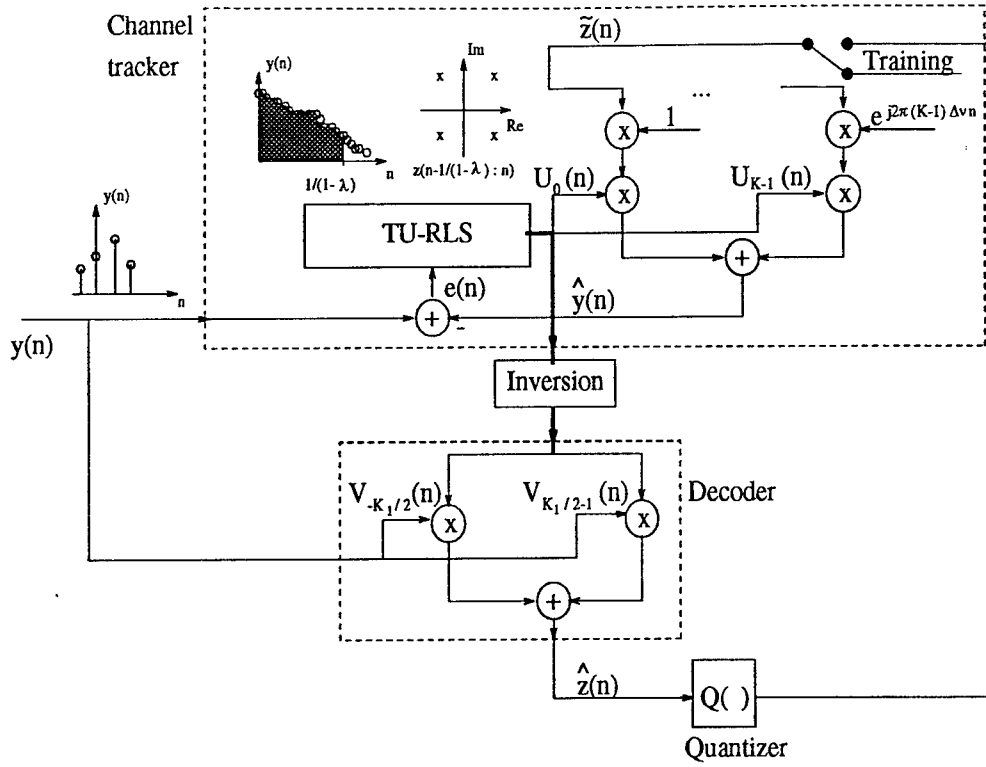 Channel
tracker
z̃(n)
Training
y(n)
n
1/(1-λ)
Im
Re
x x
x x
z(n-1/(1-λ) : n)
...
x
1
x
e^{j2π(K-1) Δνn}
U_0 (n)
x
U_{K-1} (n)
x
y(n)
n
TU-RLS
+
e(n)
ŷ(n)
y(n)
+
-
Inversion
V_{-K_1/2}(n)
x
V_{K_1/2-1} (n)
x
Decoder
+
ẑ(n)
Q( )
Quantizer